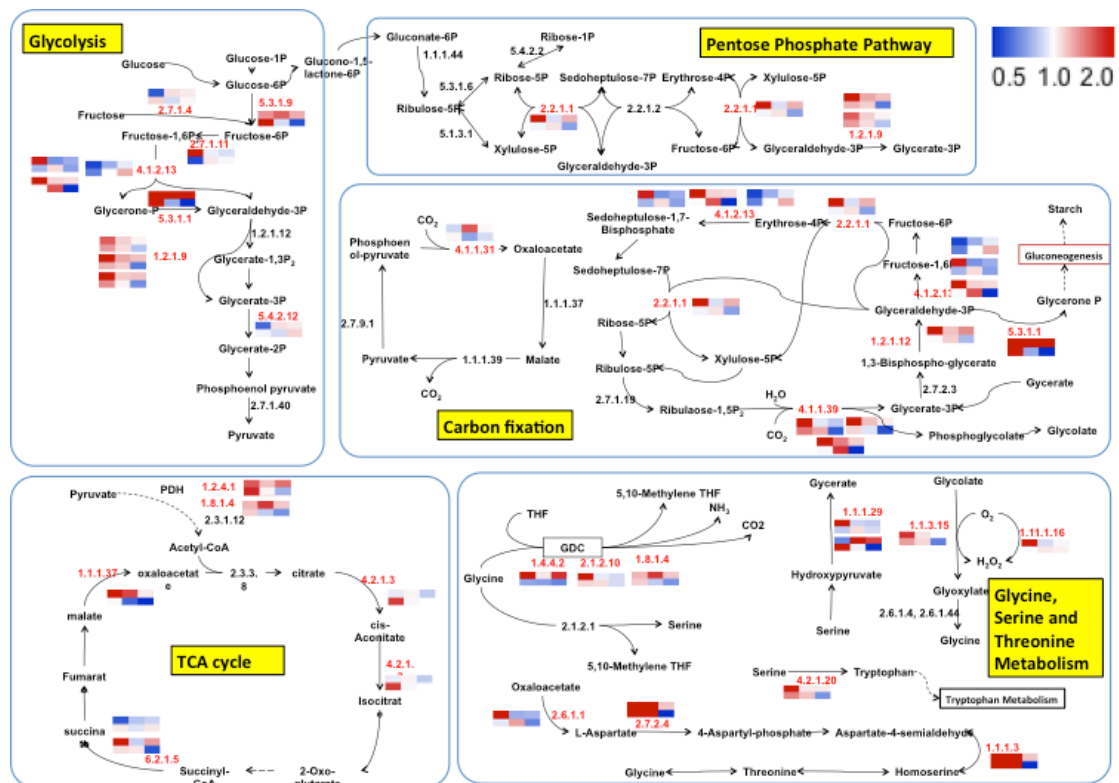 Glycolysis
Glucose
Glucose-1P
Glucose-6P
Glucono-1,5-
lactone-6P
2.7.1.4
5.3.1.9
Fructose
Fructose-1,6P
Fructose-6P
2.7.1.11
4.1.2.13
Glycerone-P
5.3.1.1
Glyceraldehyde-3P
1.2.1.12
1.2.1.9
Glycerate-1,3P2
Glycerate-3P
5.4.2.12
Glycerate-2P
Phosphoenol pyruvate
2.7.1.40
Pyruvate
Gluconate-6P
1.1.1.44
Ribose-1P
5.4.2.2
Pentose Phosphate Pathway
Ribose-5P
Sedoheptulose-7P
Erythrose-4P
Xylulose-5P
5.3.1.6
Ribulose-5P
2.2.1.1
2.2.1.2
2.2.1.1
5.1.3.1
1.2.1.9
Xylulose-5P
Fructose-6P
Glyceraldehyde-3P
Glycerate-3P
Glyceraldehyde-3P
0.5 1.0 2.0
CO2
Phosphoen
ol-pyruvate
4.1.1.31
Oxaloacetate
1.1.1.37
2.7.9.1
Pyruvate
1.1.1.39
Malate
CO2
Carbon fixation
Sedoheptulose-1,7-
Bisphosphate
4.1.2.13
Erythrose-4P
2.2.1.1
Fructose-6P
Starch
Gluconeogenesis
Sedoheptulose-7P
Fructose-1,6P
4.1.2.1
Glycerone P
2.2.1.1
Glyceraldehyde-3P
Ribose-5P
1.2.1.12
5.3.1.1
Xylulose-5P
1,3-Bisphospho-glycerate
Ribulose-5P
2.7.1.19
2.7.2.3
Gycerate
H2O
Ribulaose-1,5P2
4.1.1.39
Glycerate-3P
CO2
Phosphoglycolate
Glycolate
Pyruvate
PDH
1.2.4.1
1.8.1.4
2.3.1.12
Acetyl-CoA
1.1.1.37
oxaloacetat
e
2.3.3.
8
citrate
4.2.1.3
malate
cis-
Aconitate
TCA cycle
4.2.1.
Fumarat
Isocitrat
e
succina
6.2.1.5
Succinyl-
CoA
2-Oxo-
glutarate
5,10-Methylene THF
THF
NH3
CO2
GDC
1.4.4.2
2.1.2.10
1.8.1.4
Glycine
2.1.2.1
Serine
5,10-Methylene THF
Gycerate
1.1.1.29
Hydroxypyruvate
Serine
Glycolate
1.1.3.15
O2
1.11.1.16
H2O2
Glyoxylate
2.6.1.4, 2.6.1.44
Glycine
Glycine,
Serine and
Threonine
Metabolism
Serine
Tryptophan
4.2.1.20
Tryptophan Metabolism
Oxaloacetate
2.6.1.1
L-Aspartate
2.7.2.4
4-Aspartyl-phosphate
Aspartate-4-semialdehyd
1.1.1.3
Glycine
Threonine
Homoserine